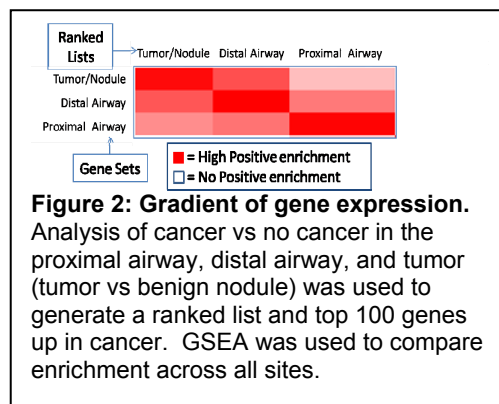 Ranked
Lists
Tumor/Nodule Distal Airway Proximal Airway
Tumor/Nodule
Distal Airway
Proximal Airway
Gene Sets
= High Positive enrichment
= No Positive enrichment
Figure 2: Gradient of gene expression.
Analysis of cancer vs no cancer in the
proximal airway, distal airway, and tumor
(tumor vs benign nodule) was used to
generate a ranked list and top 100 genes
up in cancer. GSEA was used to compare
enrichment across all sites.